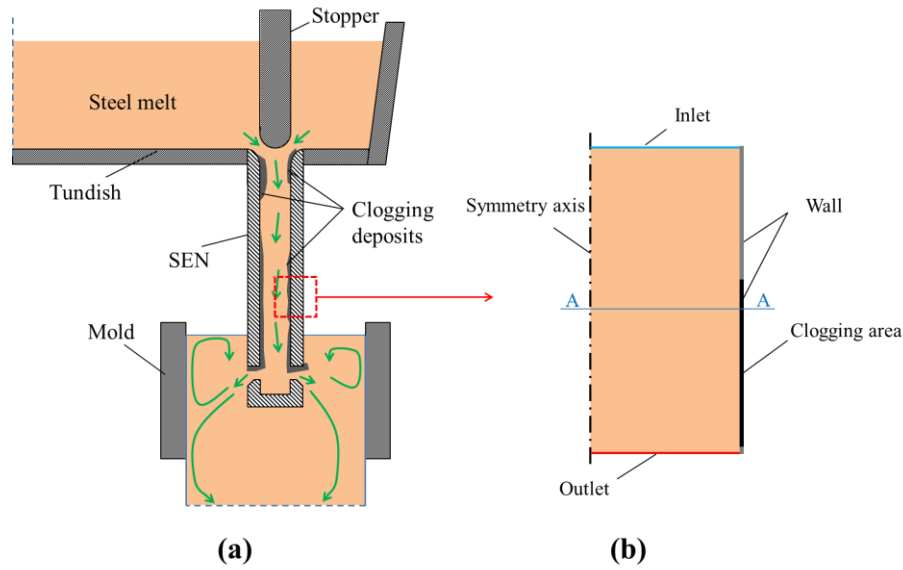 Stopper
Steel melt
Tundish
Clogging
deposits
SEN
Mold
(a)
Inlet
Symmetry axis
Wall
A
A
Clogging area
Outlet
(b)